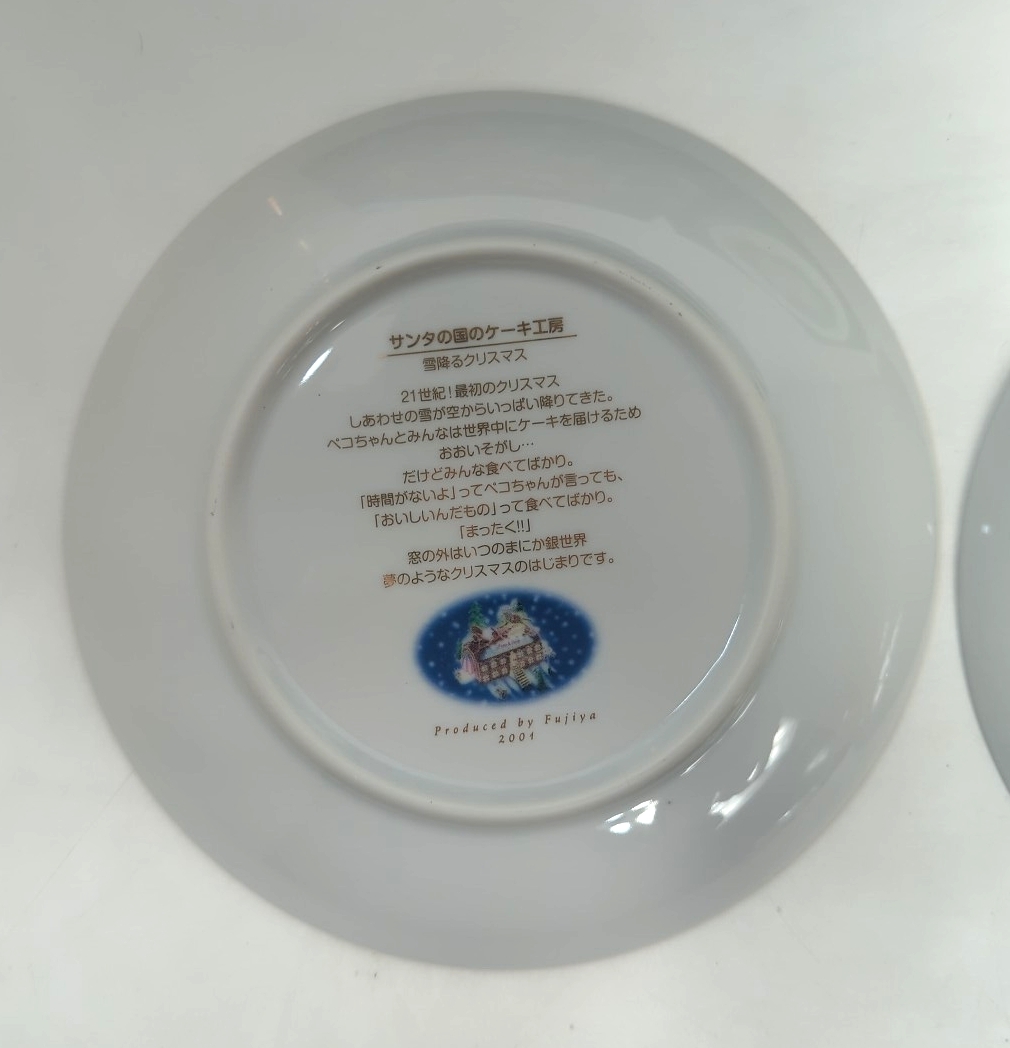 サンタの国のケーキ工房
雪降るクリスマス
21世紀!最初のクリスマス
しあわせの雪が空からいっぱい降りてきた。
ペコちゃんとみんなは世界中にケーキを届けるため
おおいそがし…
だけどみんな食べてばかり。
「時間がないよ」ってペコちゃんが言っても、
「おいしいんだもの」って食べてばかり。
「まったく!!」
窓の外はいつのまにか銀世界
夢のようなクリスマスのはじまりです。
Produced by Fujiya
2001